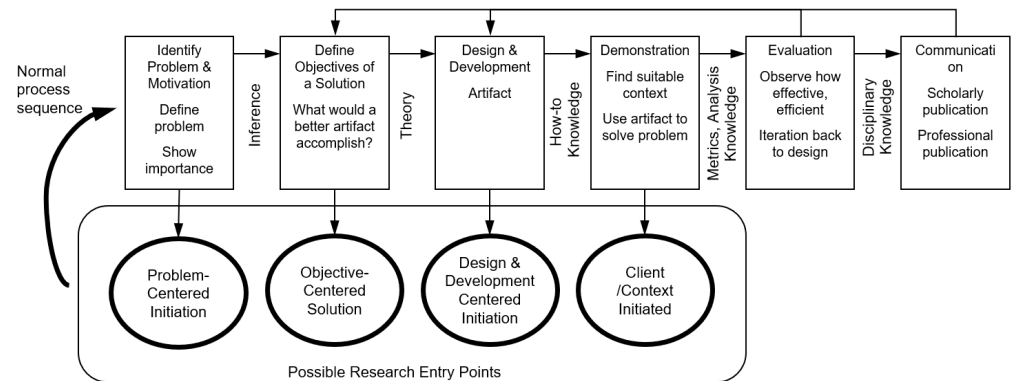 Normal
process
sequence
Identify
Problem &
Motivation
Define
problem
Show
importance
Inference
Define
Objectives of
a Solution
What would a
better artifact
accomplish?
Theory
Design &
Development
Artifact
How-to
Knowledge
Demonstration
Find suitable
context
Use artifact to
solve problem
Metrics, Analysis
Knowledge
Evaluation
Observe how
effective,
efficient
Iteration back
to design
Disciplinary
Knowledge
Communicati
on
Scholarly
publication
Professional
publication
Problem-
Centered
Initiation
Objective-
Centered
Solution
Design &
Development
Centered
Initiation
Client
/Context
Initiated
Possible Research Entry Points